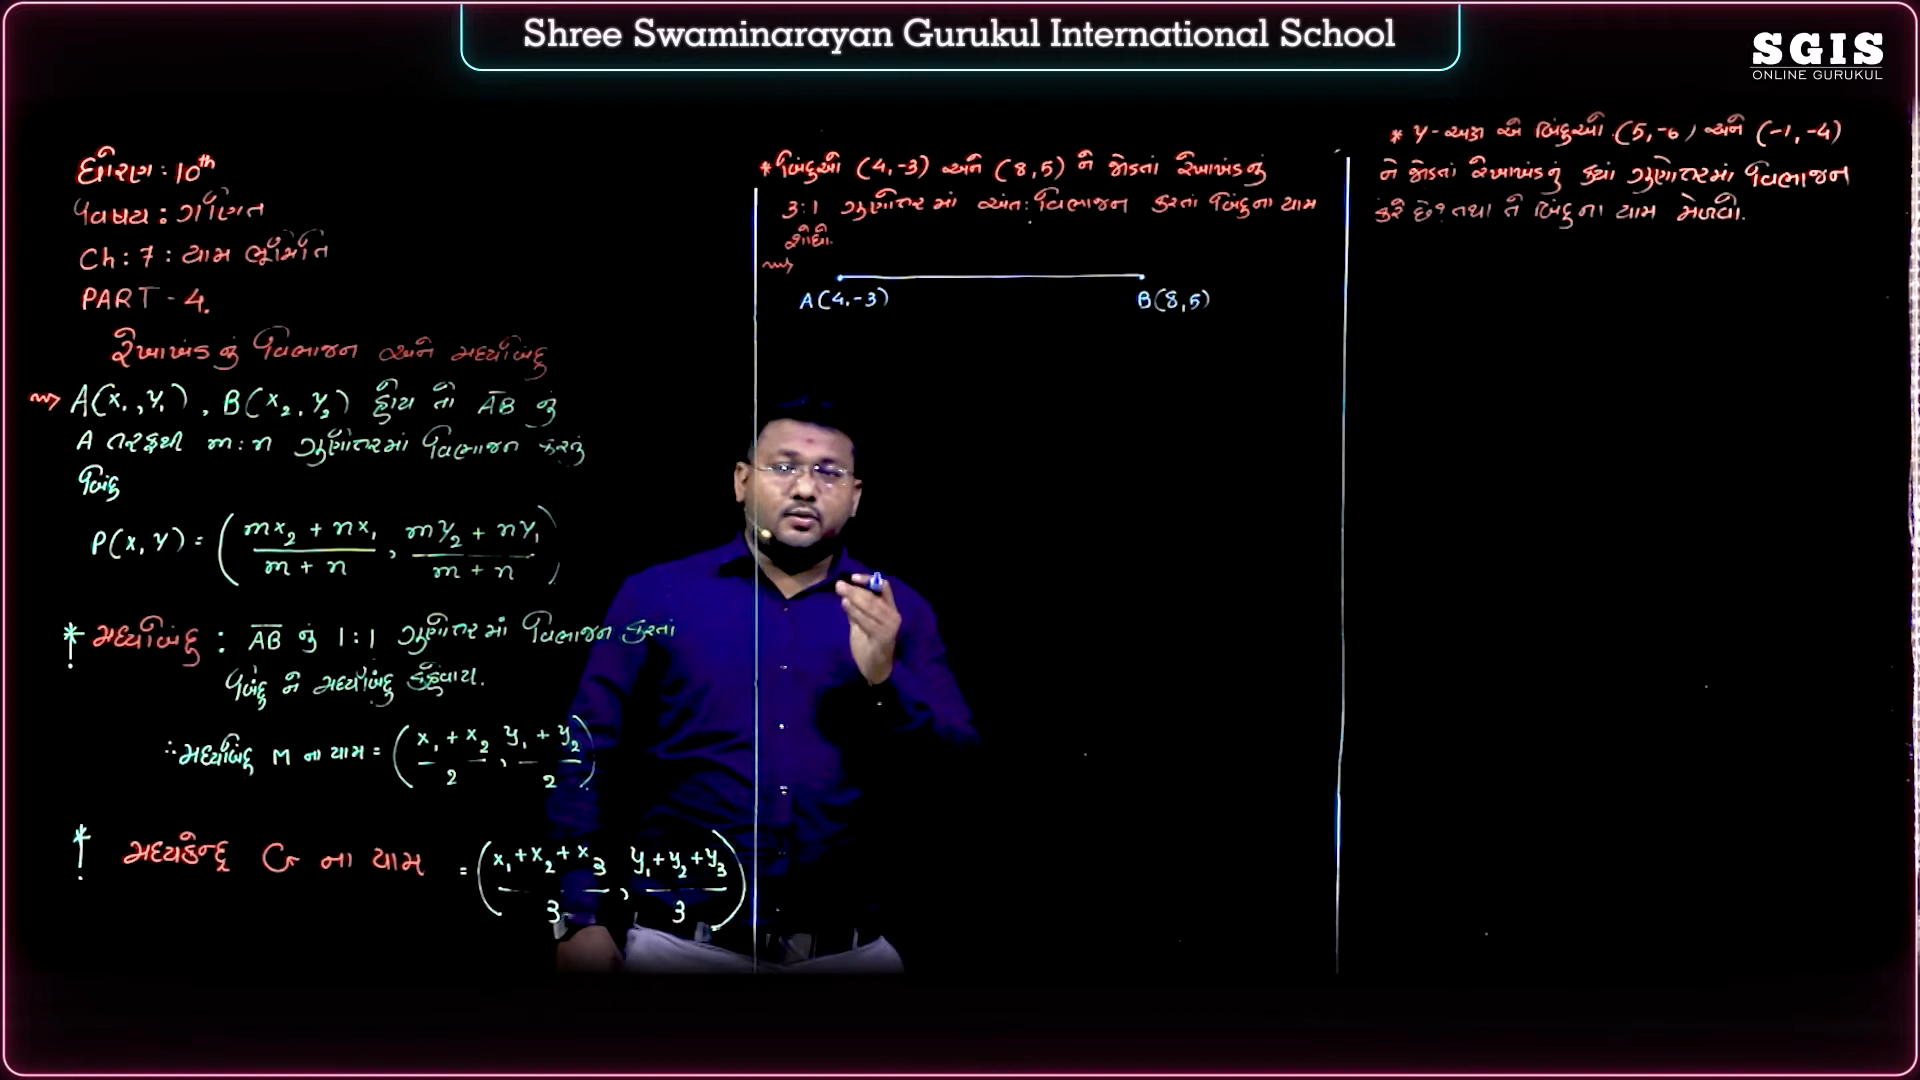 Shree Swaminarayan Gurukul International School
SGIS
ONLINE GURUKUL
ધોરણ : 10th
વિષય : ગણિત
Ch : 7 : યામ ભૂમિતિ
PART - 4.
રેખાખંડનું વિભાજન અને મધ્યબિંદુ
A(x₁, y₁), B(x₂, y₂) હોય તો A̅B̅ નું
A તરફથી m : n ગુણોત્તરમાં વિભાજન કરતું
બિંદુ
P(x, y) = ( (mx₂ + nx₁)/(m + n), (my₂ + ny₁)/(m + n) )
* મધ્યબિંદુ : A̅B̅ નું 1 : 1 ગુણોત્તરમાં વિભાજન કરતાં
બિંદુ ને મધ્યબિંદુ કહેવાય.
∴ મધ્યબિંદુ M ના યામ = ( (x₁ + x₂)/2, (y₁ + y₂)/2 )
* મધ્યકેન્દ્ર G ના યામ = ( (x₁ + x₂ + x₃)/3, (y₁ + y₂ + y₃)/3 )
* બિંદુઓ (4, -3) અને (8, 5) ને જોડતાં રેખાખંડનું
3 : 1 ગુણોત્તરમાં અંતઃવિભાજન કરતાં બિંદુના યામ
શોધો.
A(4, -3) B(8, 5)
* y - અક્ષ એ બિંદુઓ (5, -6) અને (-1, -4)
ને જોડતાં રેખાખંડનું કયા ગુણોત્તરમાં વિભાજન
કરે છે? તથા તે બિંદુના યામ મેળવો.